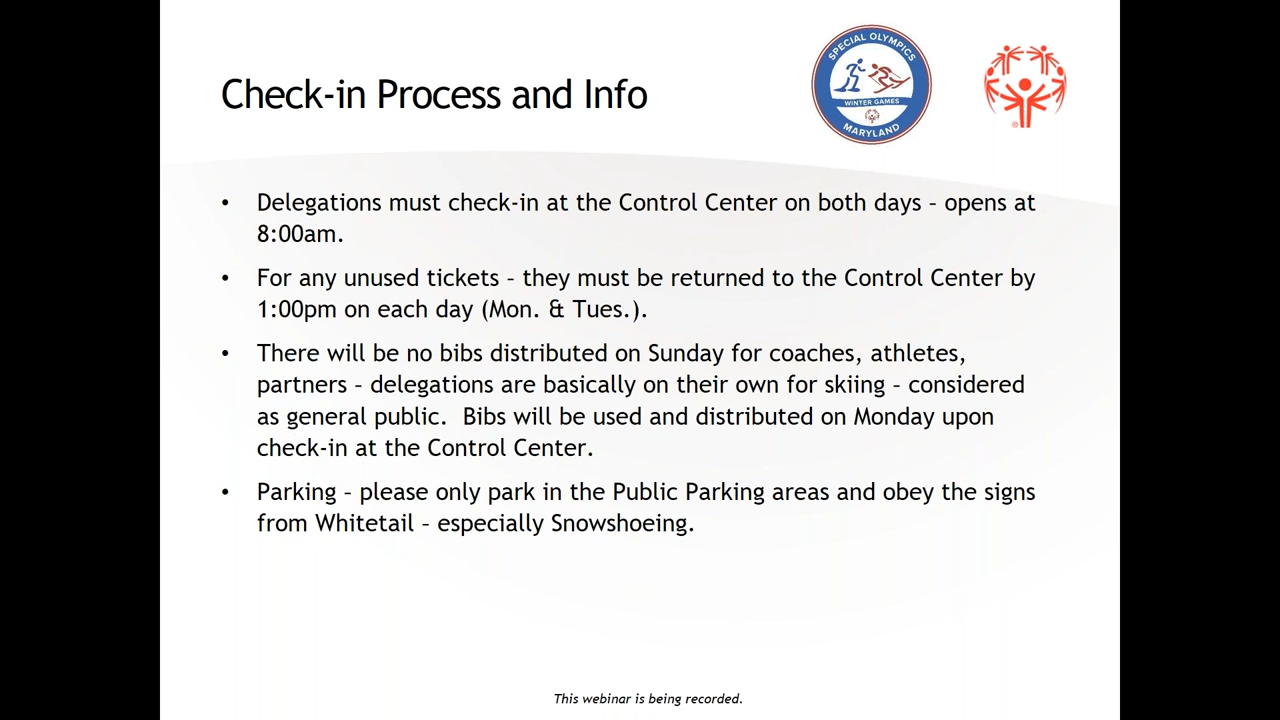 Check-in Process and Info
SPECIAL OLYMPICS
WINTER GAMES
MARYLAND
®
• Delegations must check-in at the Control Center on both days – opens at
8:00am.
• For any unused tickets – they must be returned to the Control Center by
1:00pm on each day (Mon. & Tues.).
• There will be no bibs distributed on Sunday for coaches, athletes,
partners – delegations are basically on their own for skiing – considered
as general public.  Bibs will be used and distributed on Monday upon
check-in at the Control Center.
• Parking – please only park in the Public Parking areas and obey the signs
from Whitetail – especially Snowshoeing.
This webinar is being recorded.